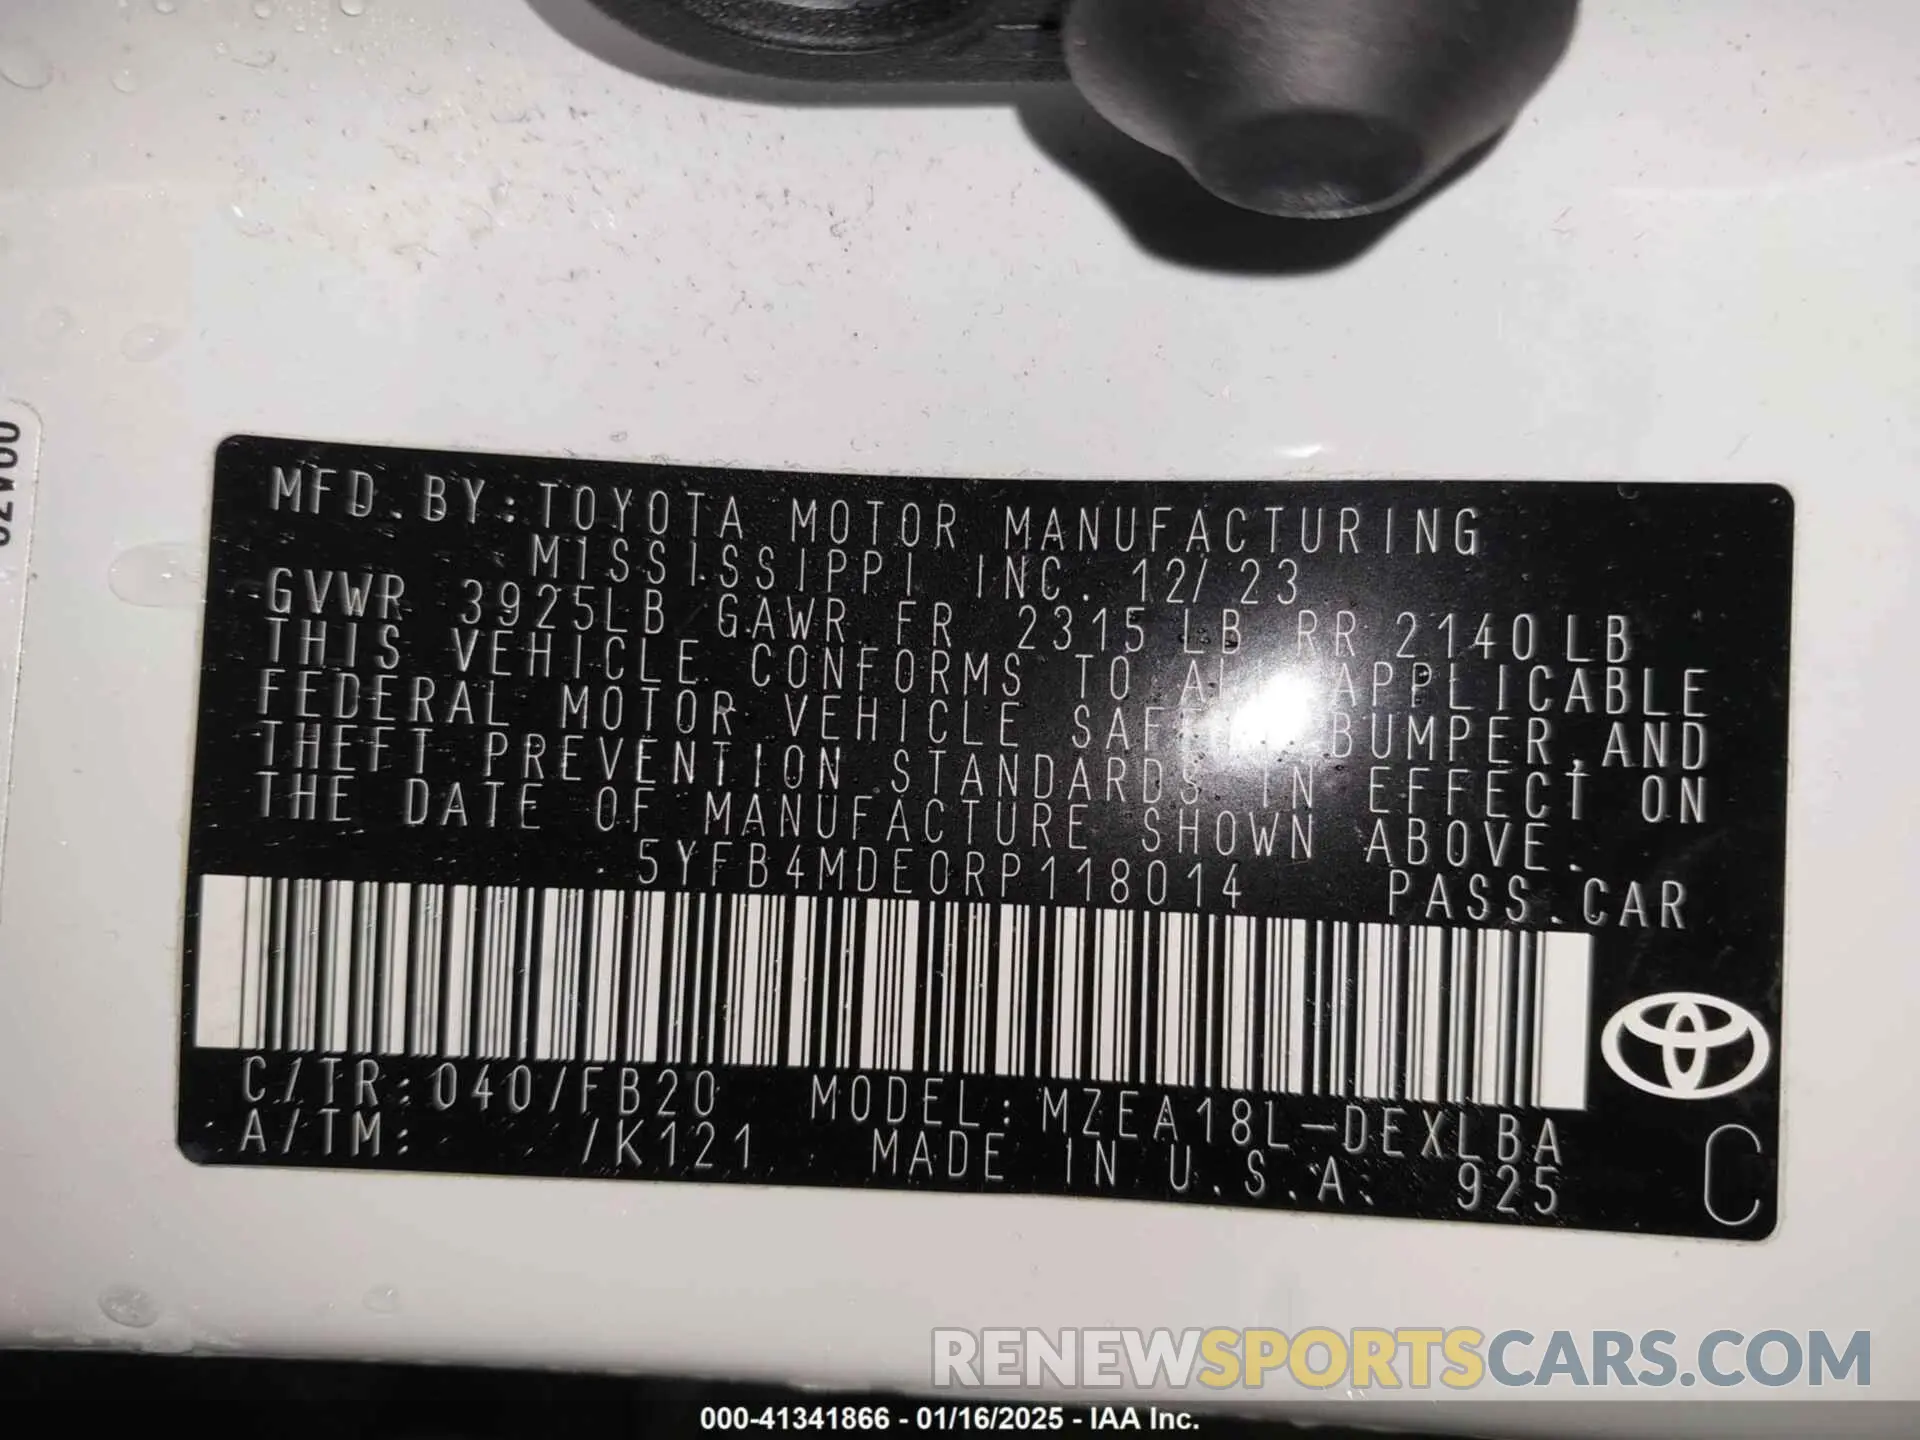 MFD.BY:TOYOTA MOTOR MANUFACTURING
MISSISSIPPI INC. 12/23
GVWR 3925LB GAWR FR 2315 LB RR 2140LB
THIS VEHICLE CONFORMS TO ALL APPLICABLE
FEDERAL MOTOR VEHICLE SAFETY, BUMPER,AND
THEFT PREVENTION STANDARDS IN EFFECT ON
THE DATE OF MANUFACTURE SHOWN ABOVE.
5YFB4MDE0RP118014 PASS.CAR
C/TR:040/FB20 MODEL:MZEA18L-DEXLBA
A/TM: /K121 MADE IN U.S.A. 925
C
RENEWSPORTSCARS.COM
000-41341866 - 01/16/2025 - IAA Inc.